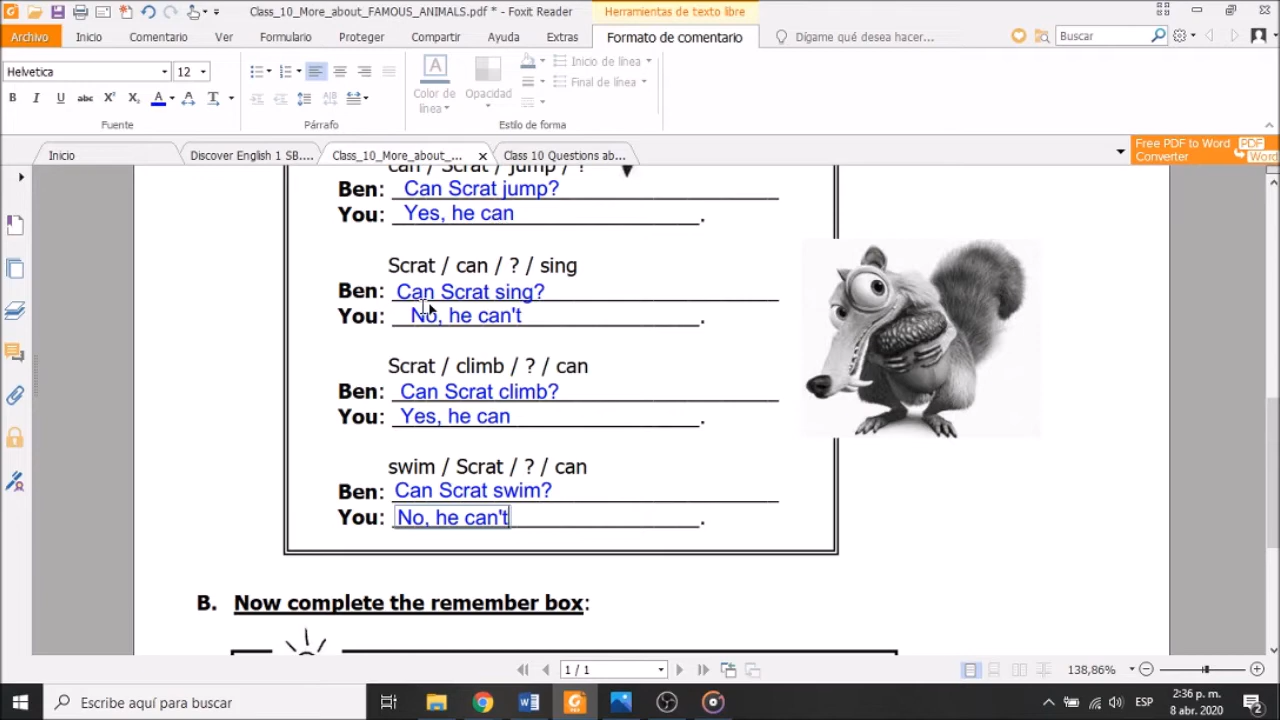 Class_10_More_about_FAMOUS_ANIMALS.pdf * - Foxit Reader
Herramientas de texto libre
Archivo Inicio Comentario Ver Formulario Proteger Compartir Ayuda Extras Formato de comentario Dígame qué desea hacer... Buscar
Helvetica 12
Color de línea Opacidad
Inicio de línea
Final de línea
Fuente Párrafo Estilo de forma
Inicio Discover English 1 SB.... Class_10_More_about_... Class 10 Questions ab...
Free PDF to Word Converter
PDF Word
can / Scrat / jump / ?
Ben: Can Scrat jump?
You: Yes, he can .
Scrat / can / ? / sing
Ben: Can Scrat sing?
You: No, he can't .
Scrat / climb / ? / can
Ben: Can Scrat climb?
You: Yes, he can .
swim / Scrat / ? / can
Ben: Can Scrat swim?
You: No, he can't .
B. Now complete the remember box:
1 / 1
138,86%
Escribe aquí para buscar
ESP
2:36 p. m.
8 abr. 2020
2